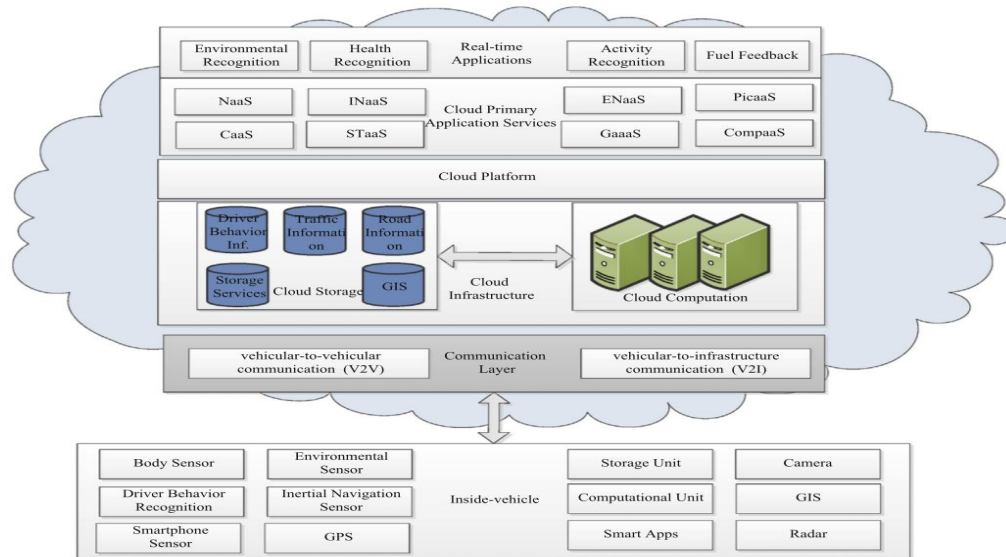 Environmental
Recognition
Health
Recognition
Real-time
Applications
Activity
Recognition
Fuel Feedback
NaaS
INaaS
Cloud Primary
Application Services
ENaaS
PicaaS
CaaS
STaaS
GaaaS
CompaaS
Cloud Platform
Driver
Behavior
Inf.
Traffic
Informati
on
Road
Informati
on
Storage
Services
Cloud Storage
GIS
Cloud
Infrastructure
Cloud Computation
vehicular-to-vehicular
communication (V2V)
Communication
Layer
vehicular-to-infrastructure
communication (V2I)
Body Sensor
Environmental
Sensor
Storage Unit
Camera
Driver Behavior
Recognition
Inertial Navigation
Sensor
Inside-vehicle
Computational Unit
GIS
Smartphone
Sensor
GPS
Smart Apps
Radar